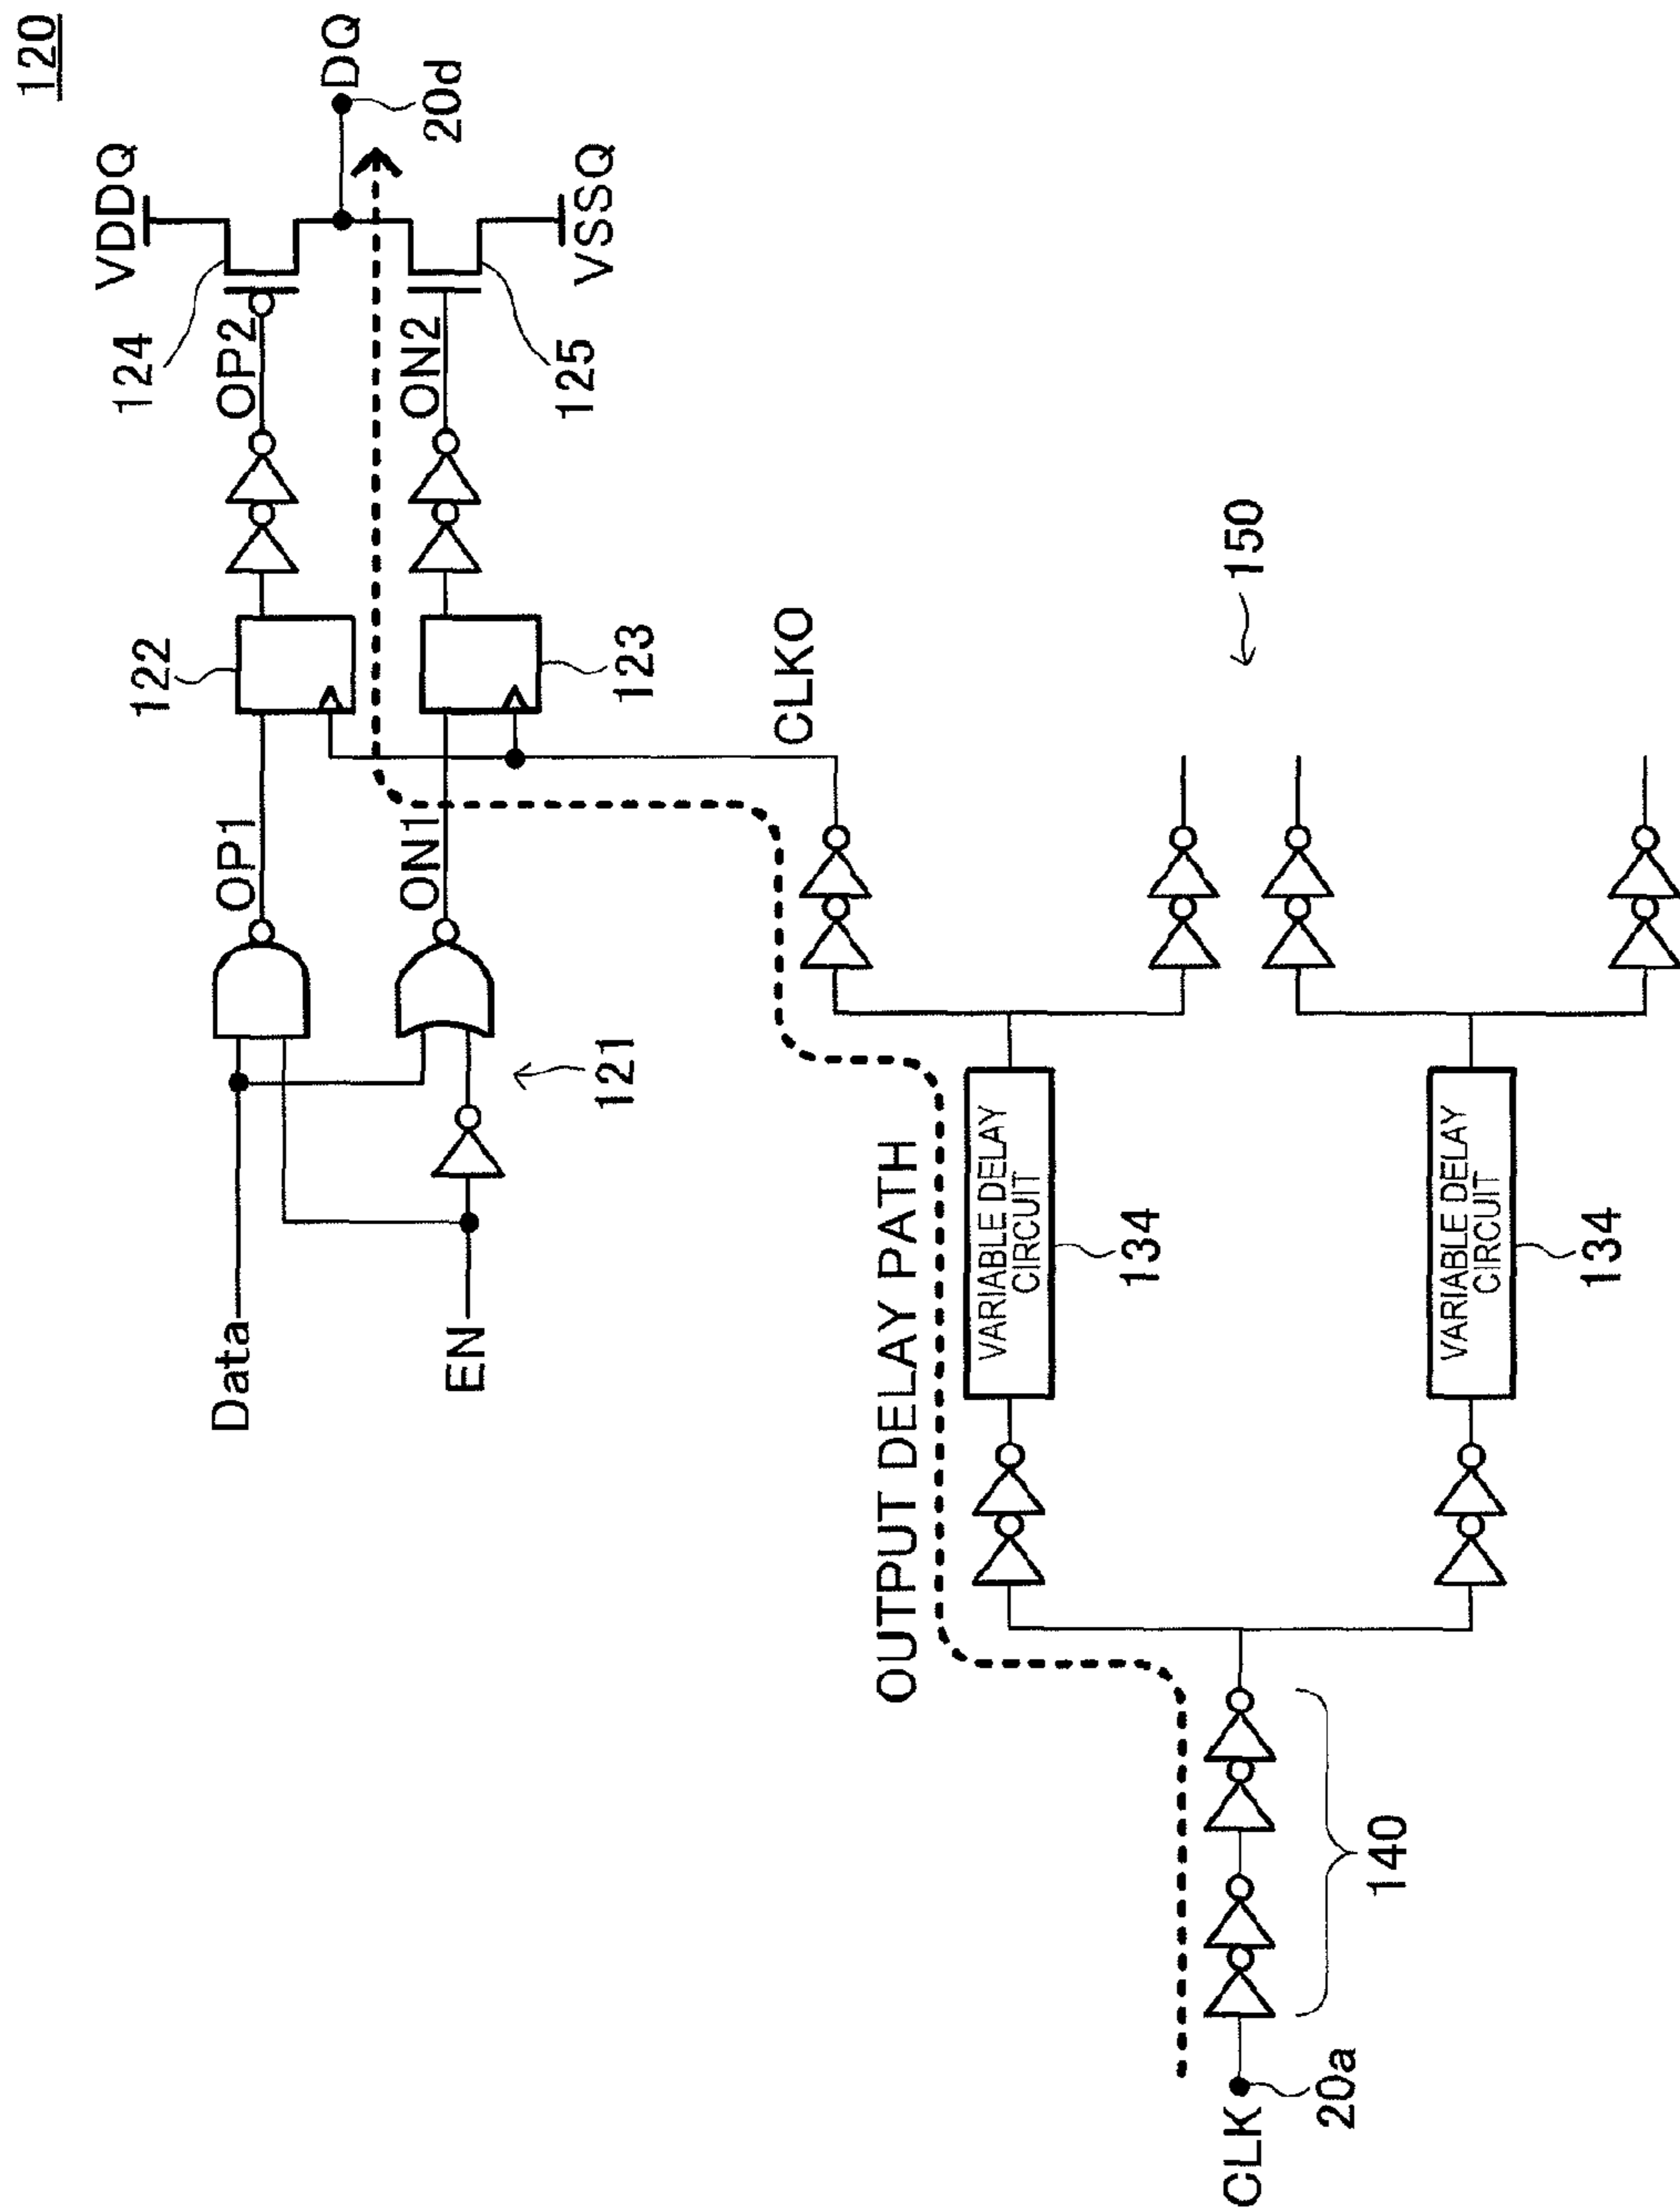 120
VDDQ
124
OP2
DQ
20d
122
OP1
Data
ON2
125
VSSQ
123
ON1
EN
121
CLKO
OUTPUT DELAY PATH
VARIABLE DELAY
CIRCUIT
134
150
CLK
20a
140
VARIABLE DELAY
CIRCUIT
134